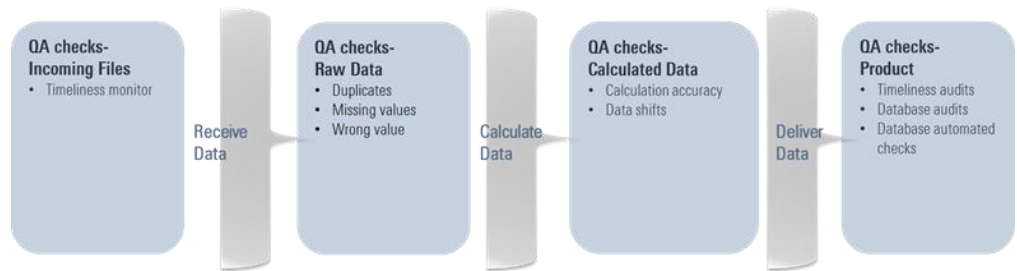 QA checks-
Incoming Files
• Timeliness monitor
Receive
Data
QA checks-
Raw Data
• Duplicates
• Missing values
• Wrong value
Calculate
Data
QA checks-
Calculated Data
• Calculation accuracy
• Data shifts
Deliver
Data
QA checks-
Product
• Timeliness audits
• Database audits
• Database automated
checks